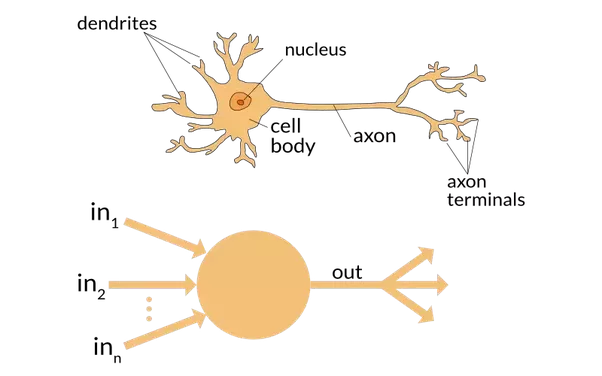 dendrites
nucleus
cell
body
axon
axon
terminals
in1
out
in2
inn